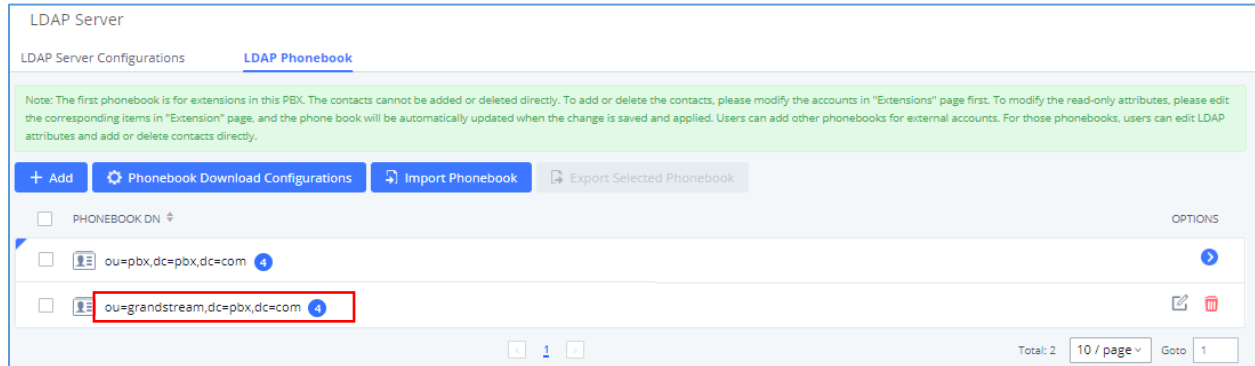 LDAP Server
LDAP Server Configurations LDAP Phonebook
Note: The first phonebook is for extensions in this PBX. The contacts cannot be added or deleted directly. To add or delete the contacts, please modify the accounts in "Extensions" page first. To modify the read-only attributes, please edit
the corresponding items in "Extension" page, and the phone book will be automatically updated when the change is saved and applied. Users can add other phonebooks for external accounts. For those phonebooks, users can edit LDAP
attributes and add or delete contacts directly.
+ Add Phonebook Download Configurations Import Phonebook Export Selected Phonebook
PHONEBOOK DN OPTIONS
ou=pbx,dc=pbx,dc=com 4
ou=grandstream,dc=pbx,dc=com 4
< 1 > Total: 2 10 / page Goto 1